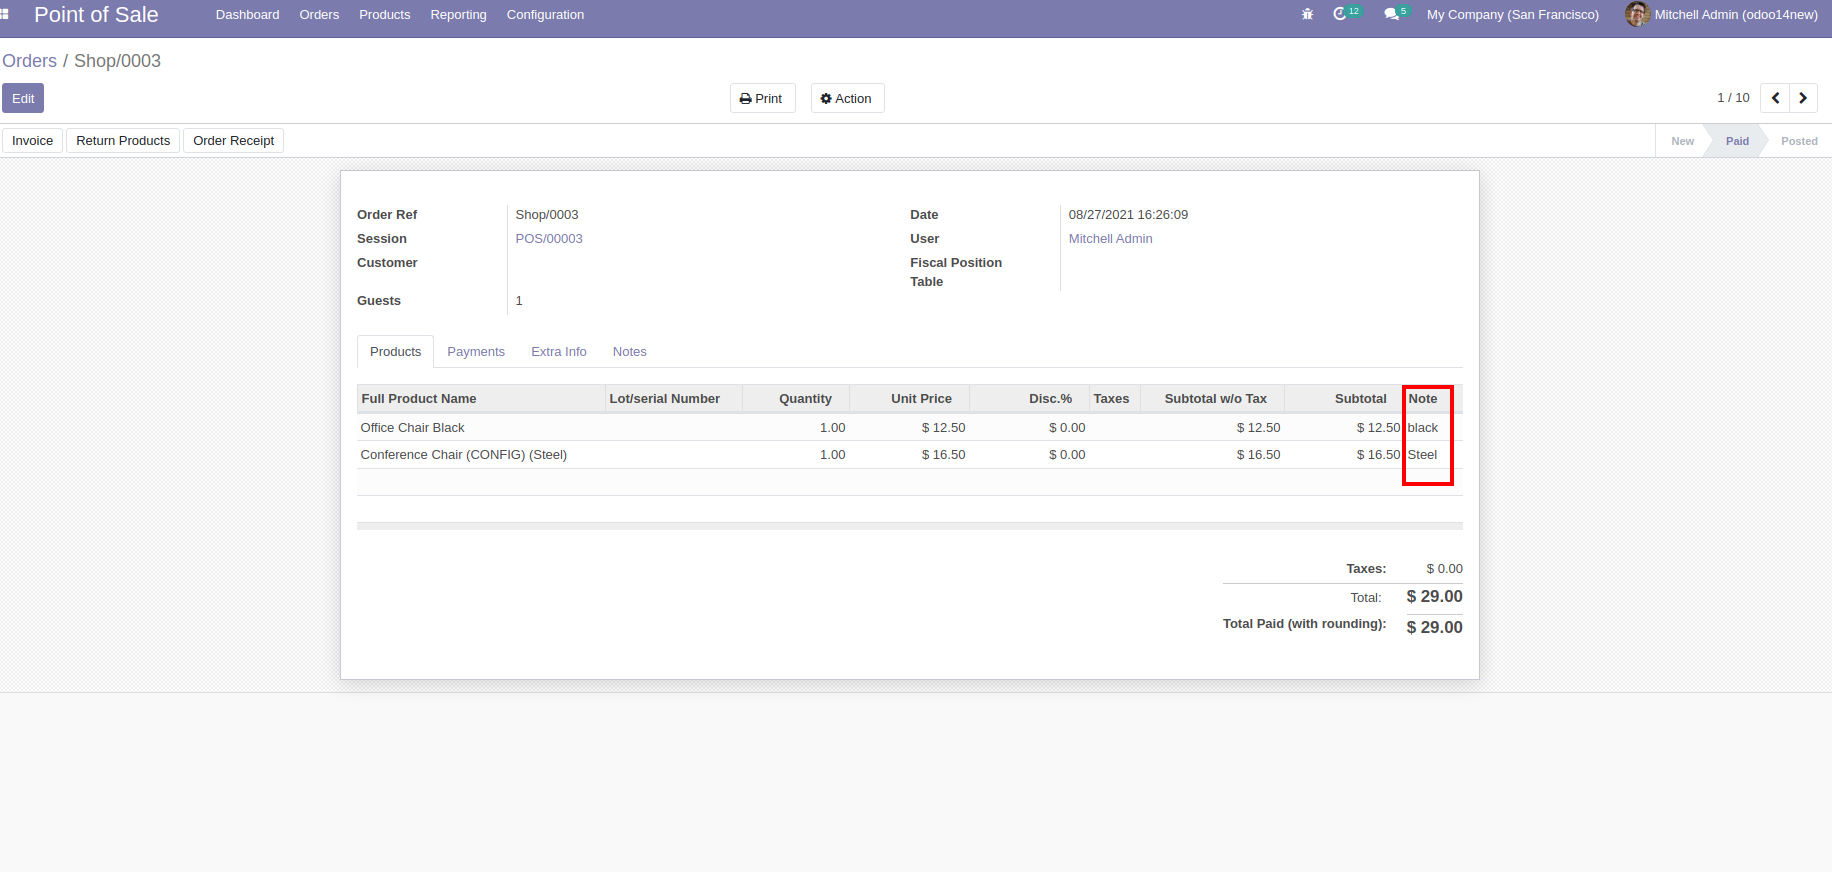 Point of Sale Dashboard Orders Products Reporting Configuration 12 5 My Company (San Francisco) Mitchell Admin (odoo14new)
Orders / Shop/0003
Edit Print Action 1 / 10
Invoice Return Products Order Receipt New Paid Posted
Order Ref Shop/0003 Date 08/27/2021 16:26:09
Session POS/00003 User Mitchell Admin
Customer Fiscal Position
Table
Guests 1
Products Payments Extra Info Notes
Full Product Name Lot/serial Number Quantity Unit Price Disc.% Taxes Subtotal w/o Tax Subtotal Note
Office Chair Black 1.00 $ 12.50 $ 0.00 $ 12.50 $ 12.50 black
Conference Chair (CONFIG) (Steel) 1.00 $ 16.50 $ 0.00 $ 16.50 $ 16.50 Steel
Taxes: $ 0.00
Total: $ 29.00
Total Paid (with rounding): $ 29.00